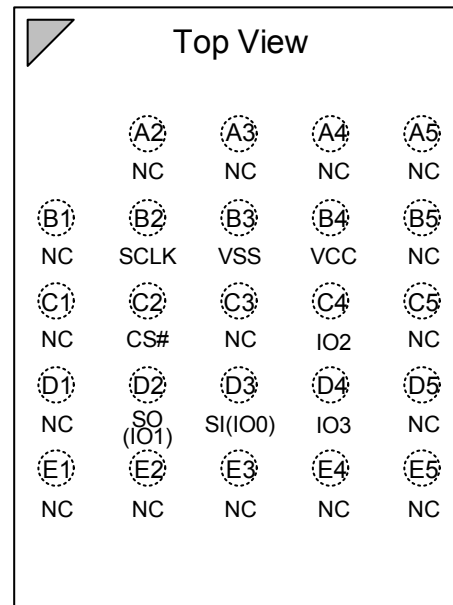 Top View
A2 A3 A4 A5
NC NC NC NC
B1 B2 B3 B4 B5
NC SCLK VSS VCC NC
C1 C2 C3 C4 C5
NC CS# NC IO2 NC
D1 D2 D3 D4 D5
NC SO SI(IO0) IO3 NC
(IO1)
E1 E2 E3 E4 E5
NC NC NC NC NC